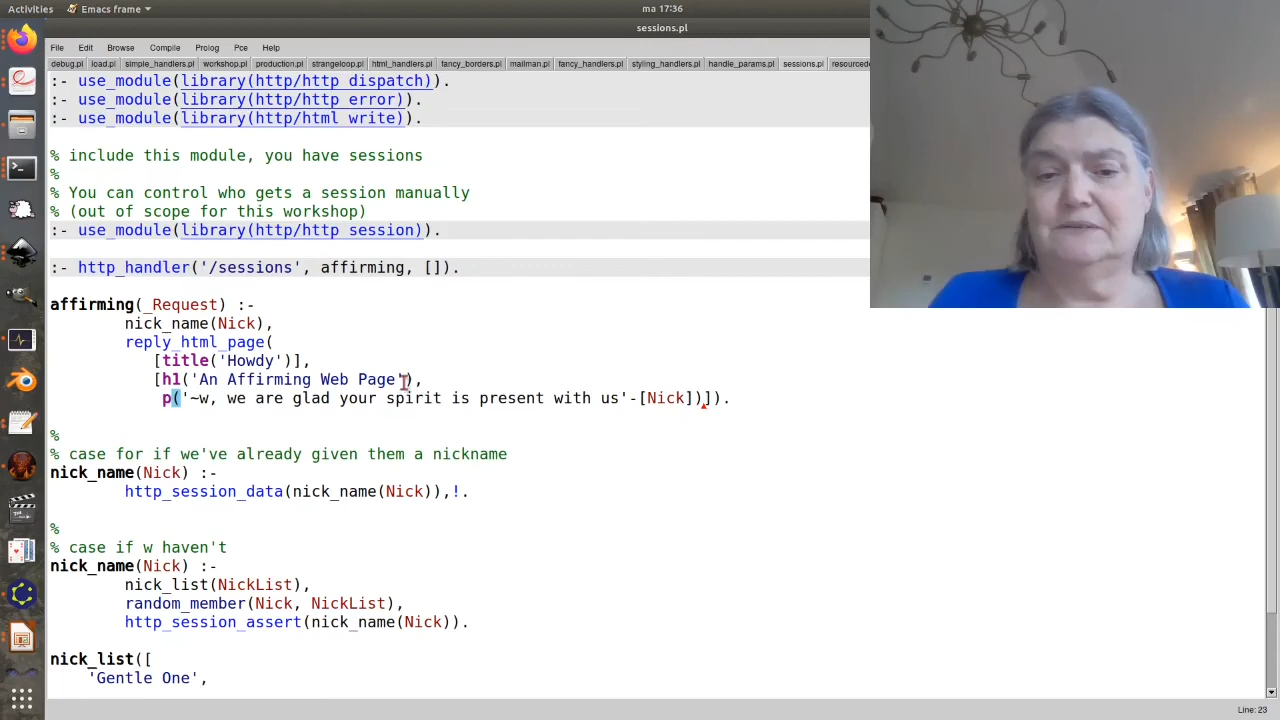 Activities Emacs frame ma 17:36
sessions.pl
File Edit Browse Compile Prolog Pce Help
debug.pl load.pl simple_handlers.pl workshop.pl production.pl strangeloop.pl html_handlers.pl fancy_borders.pl mailman.pl fancy_handlers.pl styling_handlers.pl handle_params.pl sessions.pl resourcede
:- use_module(library(http/http_dispatch)).
:- use_module(library(http/http_error)).
:- use_module(library(http/html_write)).
% include this module, you have sessions
%
% You can control who gets a session manually
% (out of scope for this workshop)
:- use_module(library(http/http_session)).
:- http_handler('/sessions', affirming, []).
affirming(_Request) :-
nick_name(Nick),
reply_html_page(
[title('Howdy')],
[h1('An Affirming Web Page'),
p('~w, we are glad your spirit is present with us'-[Nick])]).
%
% case for if we've already given them a nickname
nick_name(Nick) :-
http_session_data(nick_name(Nick)),!.
%
% case if w haven't
nick_name(Nick) :-
nick_list(NickList),
random_member(Nick, NickList),
http_session_assert(nick_name(Nick)).
nick_list([
'Gentle One',
Line: 23